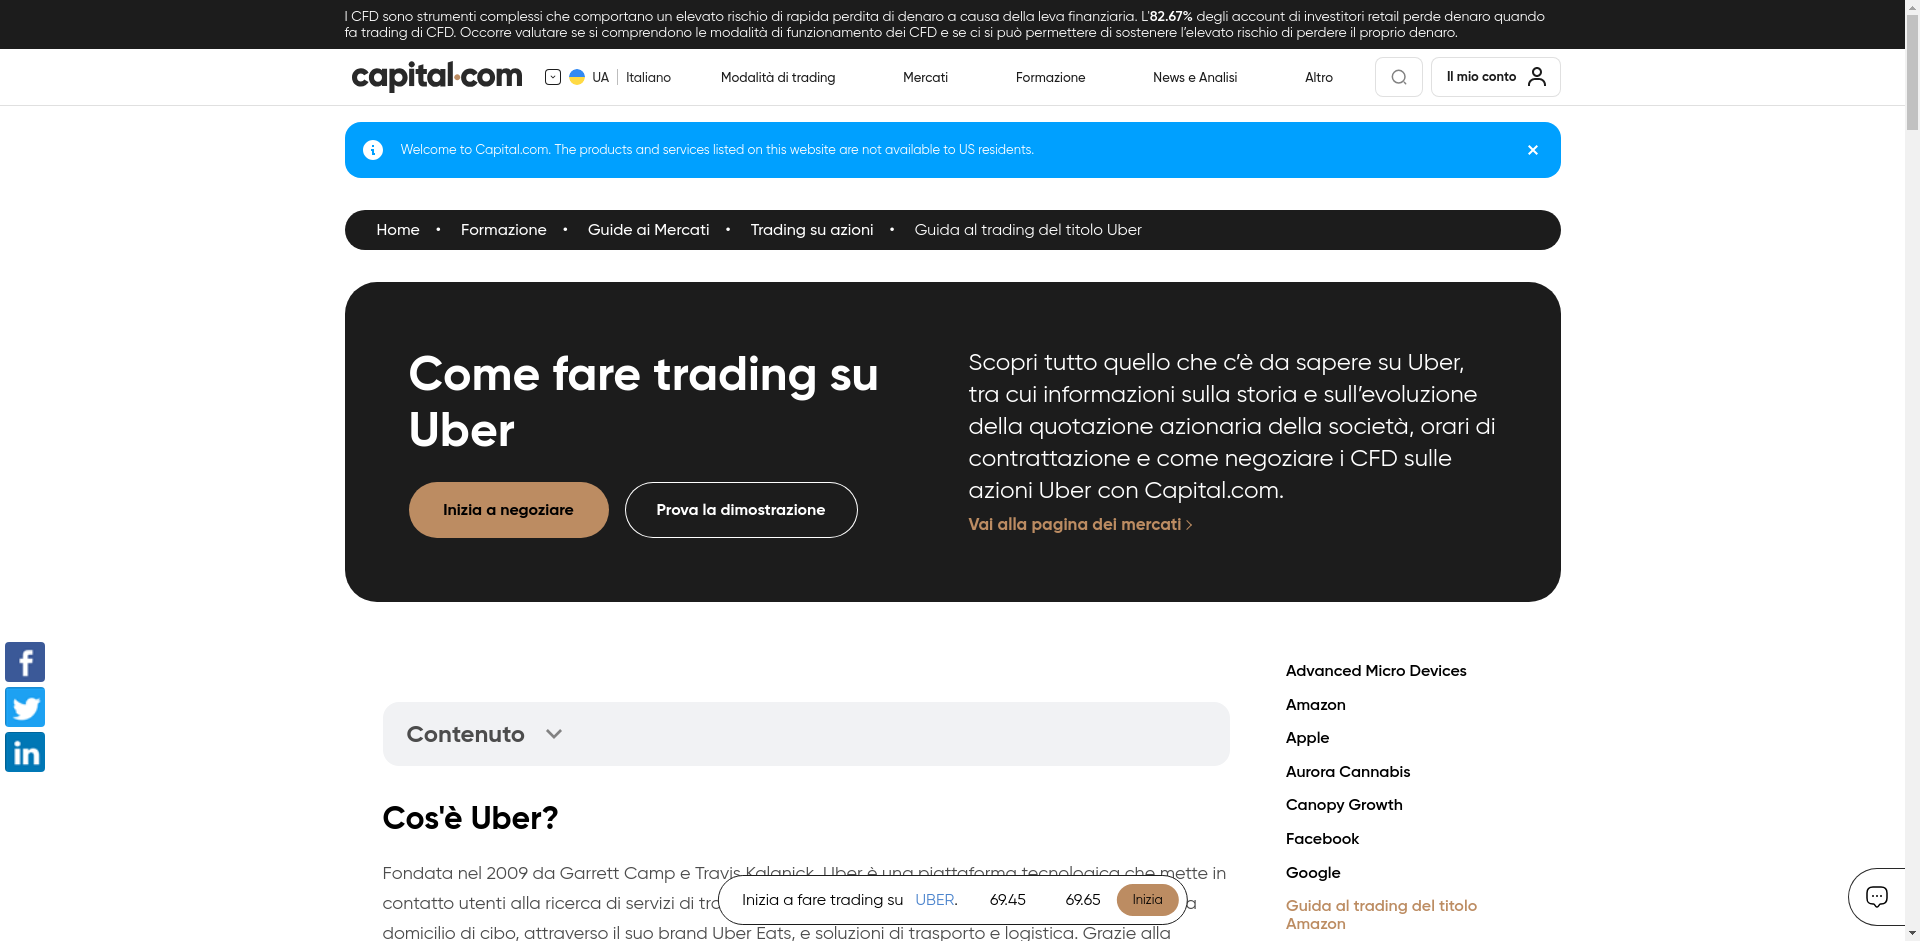 I CFD sono strumenti complessi che comportano un elevato rischio di rapida perdita di denaro a causa della leva finanziaria. L'82.67% degli account di investitori retail perde denaro quando
fa trading di CFD. Occorre valutare se si comprendono le modalità di funzionamento dei CFD e se ci si può permettere di sostenere l'elevato rischio di perdere il proprio denaro.
capital.com
UA
Italiano
Modalità di trading
Mercati
Formazione
News e Analisi
Altro
Il mio conto
Welcome to Capital.com. The products and services listed on this website are not available to US residents.
Home • Formazione • Guide ai Mercati • Trading su azioni • Guida al trading del titolo Uber
Come fare trading su
Uber
Inizia a negoziare
Prova la dimostrazione
Scopri tutto quello che c'è da sapere su Uber,
tra cui informazioni sulla storia e sull'evoluzione
della quotazione azionaria della società, orari di
contrattazione e come negoziare i CFD sulle
azioni Uber con Capital.com.
Vai alla pagina dei mercati
Contenuto
Cos'è Uber?
Fondata nel 2009 da Garrett Camp e Travis Kalanick, Uber è una piattaforma tecnologica che mette in
contatto utenti alla ricerca di servizi di
domicilio di cibo, attraverso il suo brand Uber Eats, e soluzioni di trasporto e logistica. Grazie alla
Inizia a fare trading su UBER. 69.45 69.65 Inizia
Advanced Micro Devices
Amazon
Apple
Aurora Cannabis
Canopy Growth
Facebook
Google
Guida al trading del titolo
Amazon